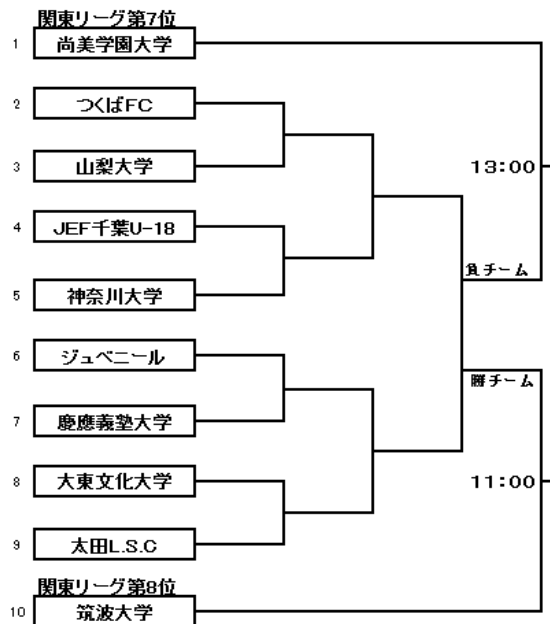 関東リーグ第7位
1 尚美学園大学
2 つくばFC
3 山梨大学
13:00
4 JEF千葉U-18
負チーム
5 神奈川大学
6 ジュベニール
勝チーム
7 慶應義塾大学
8 大東文化大学
11:00
9 太田L.S.C
関東リーグ第8位
10 筑波大学